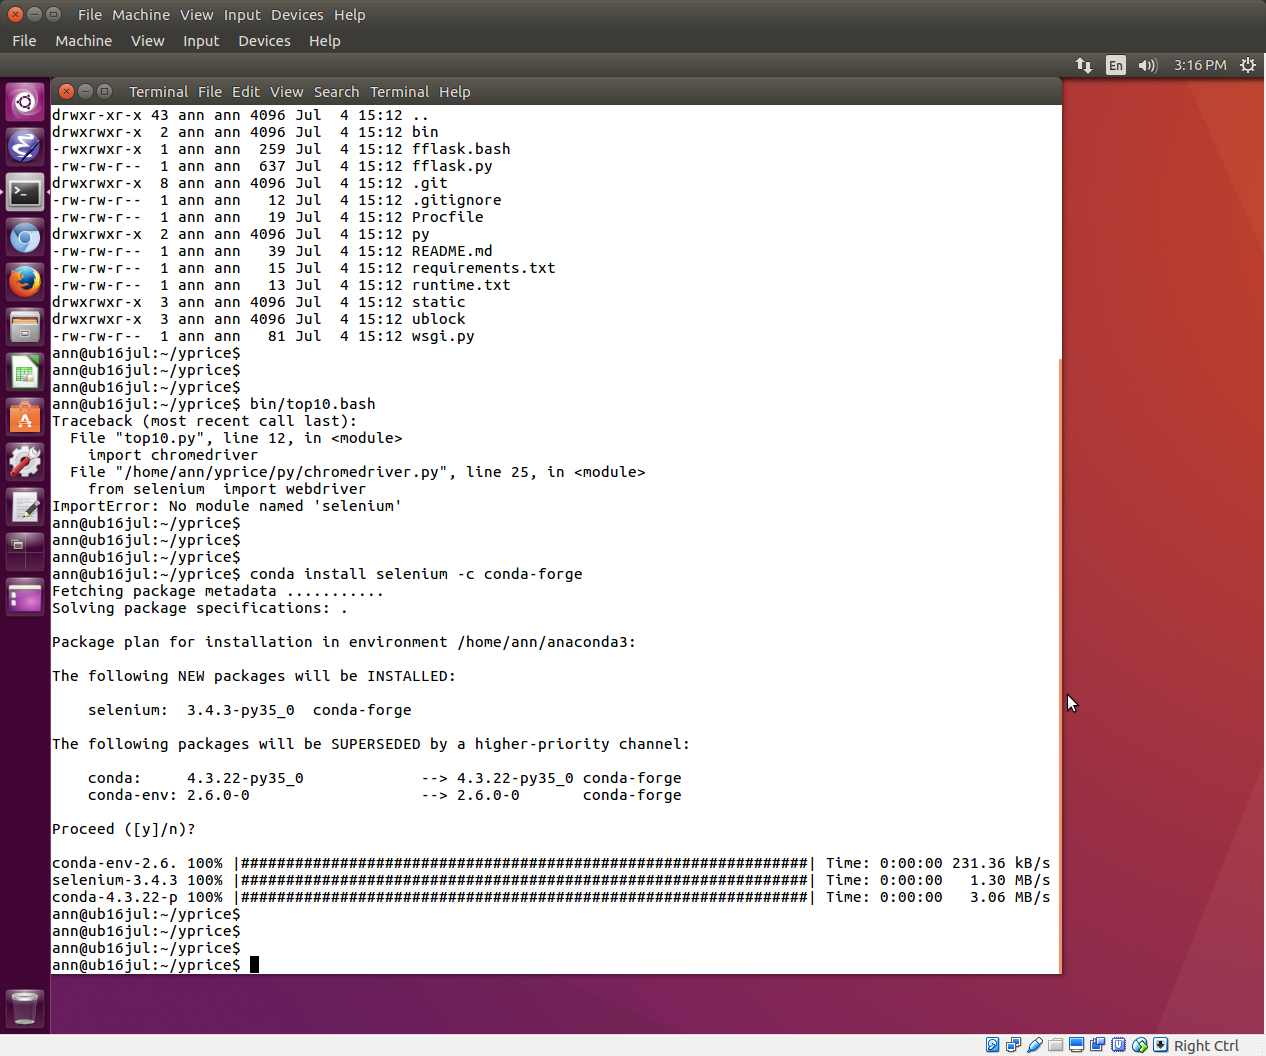 File Machine View Input Devices Help
File Machine View Input Devices Help
En 3:16 PM
Terminal File Edit View Search Terminal Help
drwxr-xr-x 43 ann ann 4096 Jul  4 15:12 ..
drwxrwxr-x  2 ann ann 4096 Jul  4 15:12 bin
-rwxrwxr-x  1 ann ann  259 Jul  4 15:12 fflask.bash
-rw-rw-r--  1 ann ann  637 Jul  4 15:12 fflask.py
drwxrwxr-x  8 ann ann 4096 Jul  4 15:12 .git
-rw-rw-r--  1 ann ann   12 Jul  4 15:12 .gitignore
-rw-rw-r--  1 ann ann   19 Jul  4 15:12 Procfile
drwxrwxr-x  2 ann ann 4096 Jul  4 15:12 py
-rw-rw-r--  1 ann ann   39 Jul  4 15:12 README.md
-rw-rw-r--  1 ann ann   15 Jul  4 15:12 requirements.txt
-rw-rw-r--  1 ann ann   13 Jul  4 15:12 runtime.txt
drwxrwxr-x  3 ann ann 4096 Jul  4 15:12 static
drwxrwxr-x  3 ann ann 4096 Jul  4 15:12 ublock
-rw-rw-r--  1 ann ann   81 Jul  4 15:12 wsgi.py
ann@ub16jul:~/yprice$
ann@ub16jul:~/yprice$
ann@ub16jul:~/yprice$
ann@ub16jul:~/yprice$ bin/top10.bash
Traceback (most recent call last):
  File "top10.py", line 12, in <module>
    import chromedriver
  File "/home/ann/yprice/py/chromedriver.py", line 25, in <module>
    from selenium  import webdriver
ImportError: No module named 'selenium'
ann@ub16jul:~/yprice$
ann@ub16jul:~/yprice$
ann@ub16jul:~/yprice$
ann@ub16jul:~/yprice$ conda install selenium -c conda-forge
Fetching package metadata ...........
Solving package specifications: .
Package plan for installation in environment /home/ann/anaconda3:
The following NEW packages will be INSTALLED:
    selenium:  3.4.3-py35_0  conda-forge
The following packages will be SUPERSEDED by a higher-priority channel:
    conda:     4.3.22-py35_0             --> 4.3.22-py35_0 conda-forge
    conda-env: 2.6.0-0                   --> 2.6.0-0       conda-forge
Proceed ([y]/n)?
conda-env-2.6. 100% |###############################################################| Time: 0:00:00 231.36 kB/s
selenium-3.4.3 100% |###############################################################| Time: 0:00:00   1.30 MB/s
conda-4.3.22-p 100% |###############################################################| Time: 0:00:00   3.06 MB/s
ann@ub16jul:~/yprice$
ann@ub16jul:~/yprice$
ann@ub16jul:~/yprice$
ann@ub16jul:~/yprice$
Right Ctrl